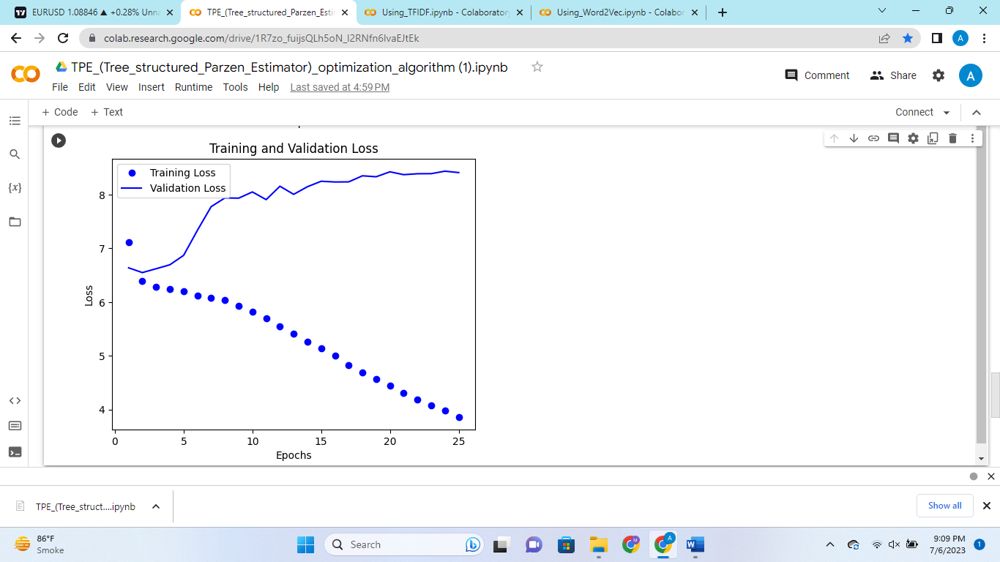 EURUSD 1.08846 ▲ +0.28% Unna
TPE_(Tree_structured_Parzen_Esti
Using_TFIDF.ipynb - Colaboratory
Using_Word2Vec.ipynb - Colabor
colab.research.google.com/drive/1R7zo_fuijsQLh5oN_l2RNfn6lvaEJtEk
A
TPE_(Tree_structured_Parzen_Estimator)_optimization_algorithm (1).ipynb
Comment
Share
A
File Edit View Insert Runtime Tools Help Last saved at 4:59 PM
+ Code + Text
Connect
{x}
Training and Validation Loss
Training Loss
Validation Loss
8
7
6
5
4
Loss
0 5 10 15 20 25
Epochs
TPE_(Tree_struct....ipynb
Show all
86°F
Smoke
Search
M
A
W
9:09 PM
7/6/2023
1